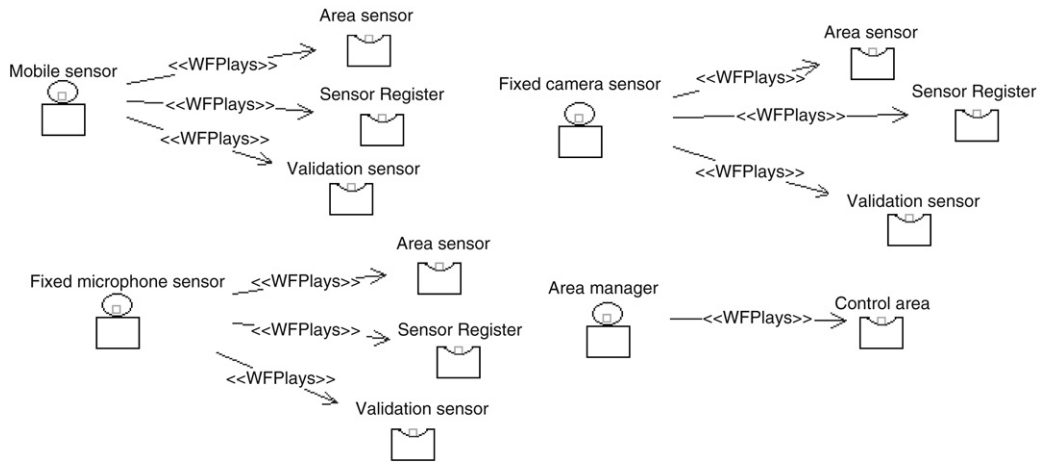 Area sensor
<<WFPlays>>
Mobile sensor
Sensor Register
<<WFPlays>>
<<WFPlays>>
Validation sensor
Area sensor
Fixed camera sensor
<<WFPlays>>
Sensor Register
<<WFPlays>>
<<WFPlays>>
Validation sensor
Area sensor
Fixed microphone sensor
<<WFPlays>>
<<WFPlays>>
Sensor Register
<<WFPlays>>
Validation sensor
Area manager
<<WFPlays>>
Control area